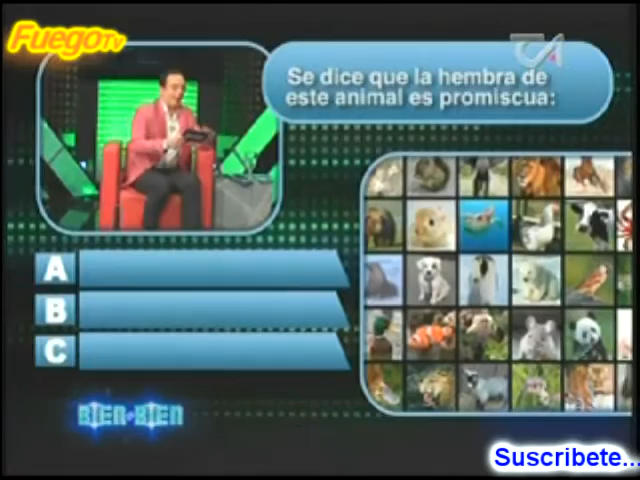 FuegoTv
Se dice que la hembra de
este animal es promiscua:
A
B
C
BIEN BIEN
Suscribete...